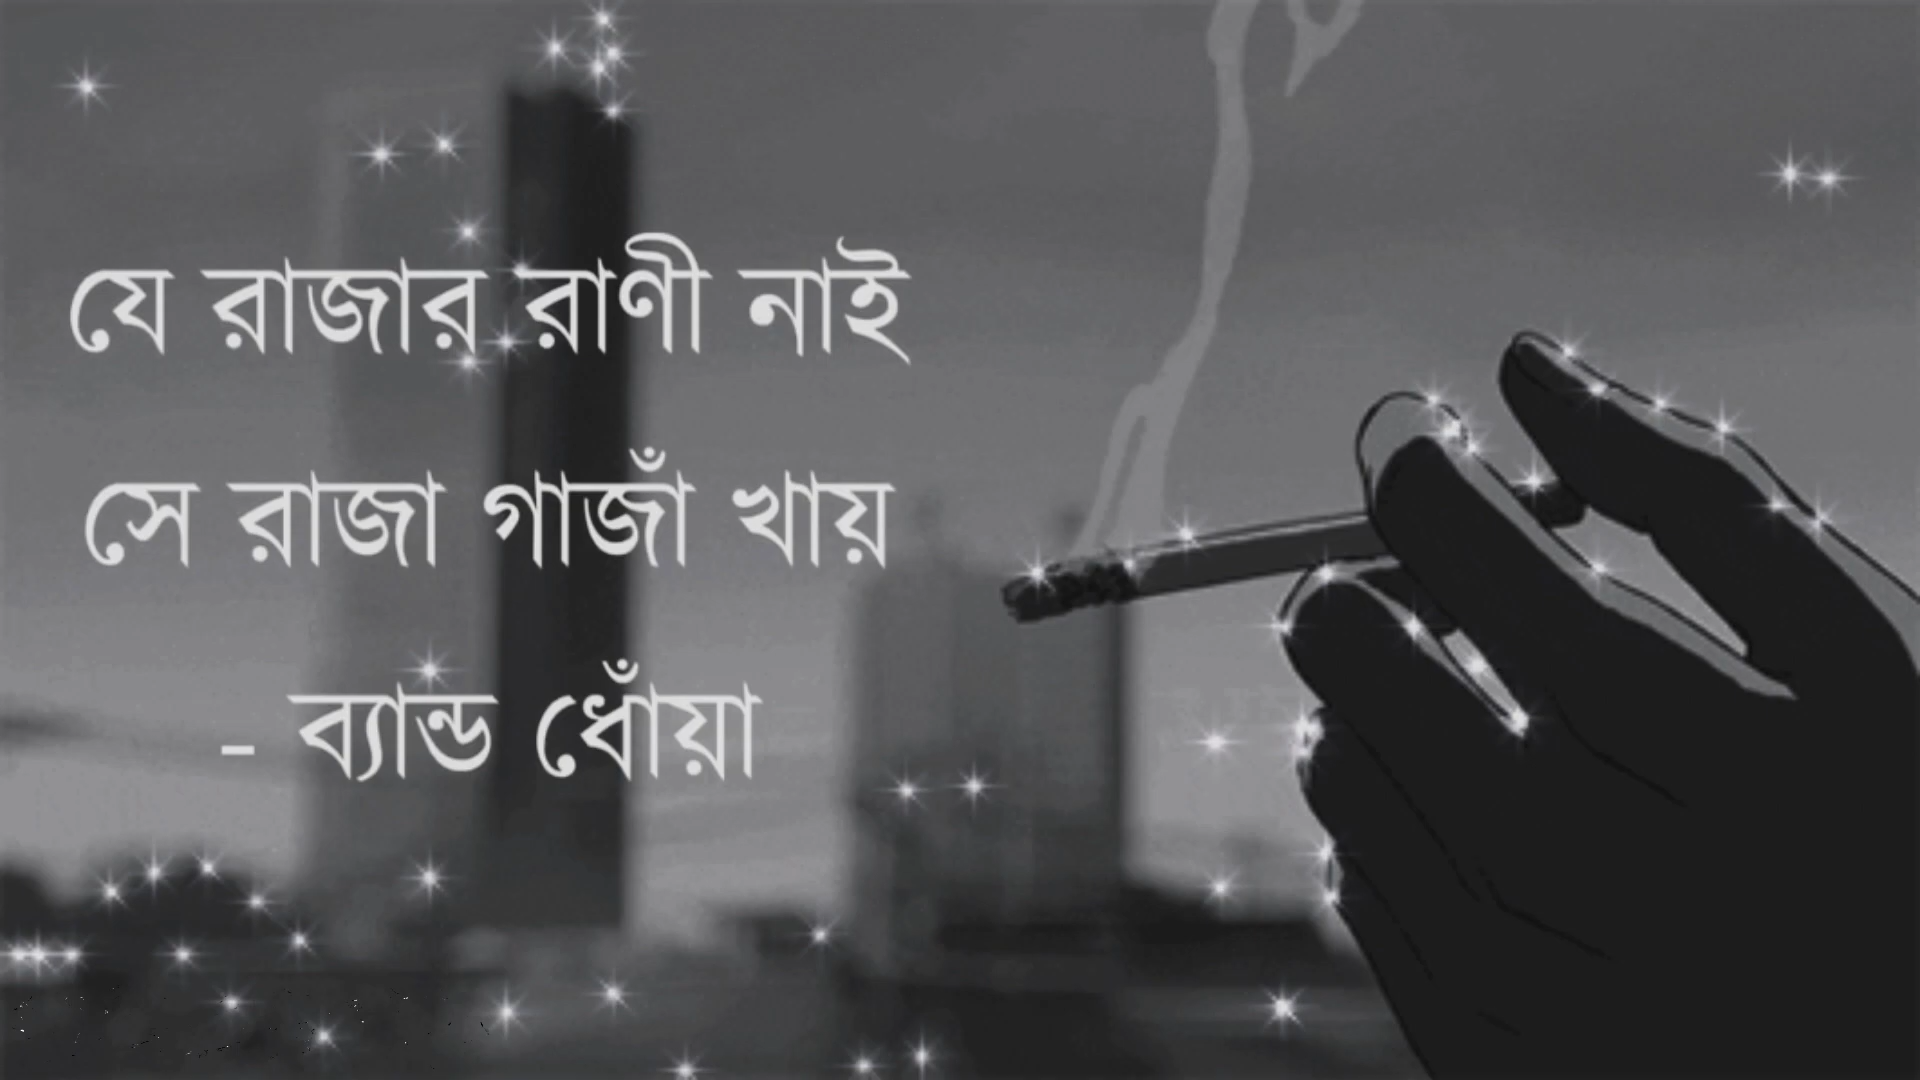 যে রাজার রাণী নাই
সে রাজা গাজাঁ খায়
- ব্যান্ড ধোঁয়া